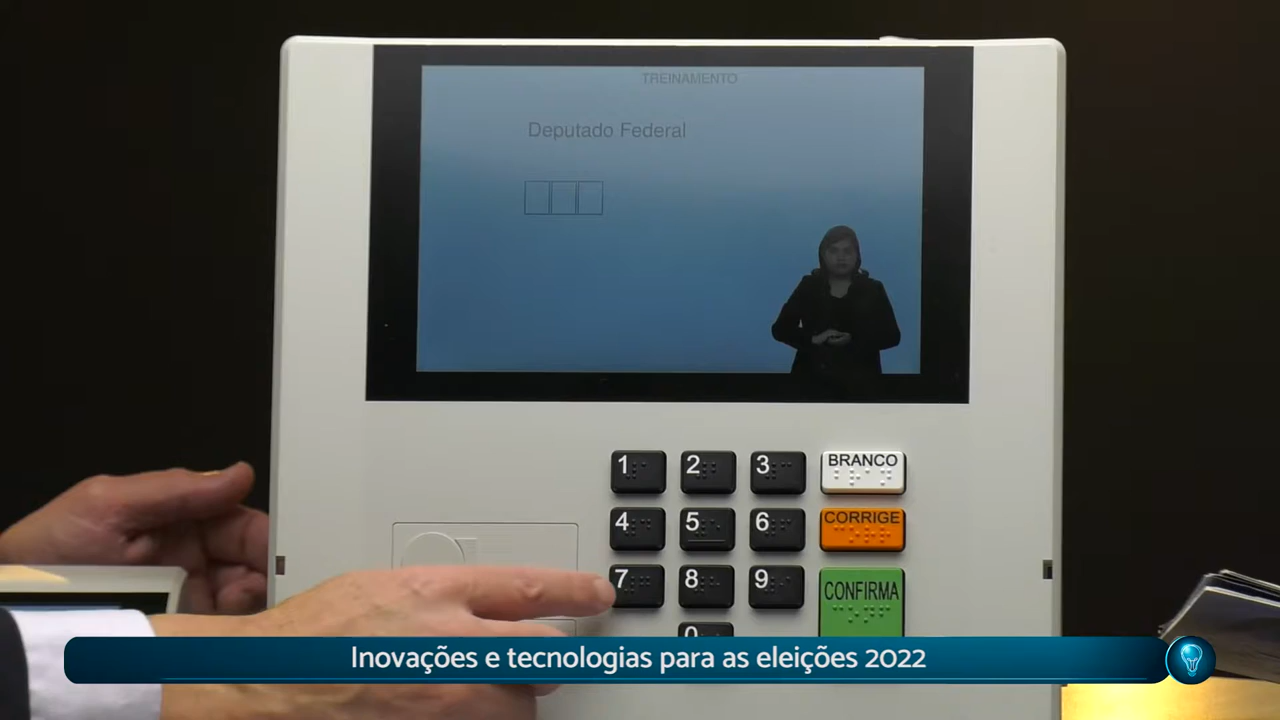 TREINAMENTO
Deputado Federal
1 2 3 BRANCO
4 5 6 CORRIGE
7 8 9 CONFIRMA
0
Inovações e tecnologias para as eleições 2022